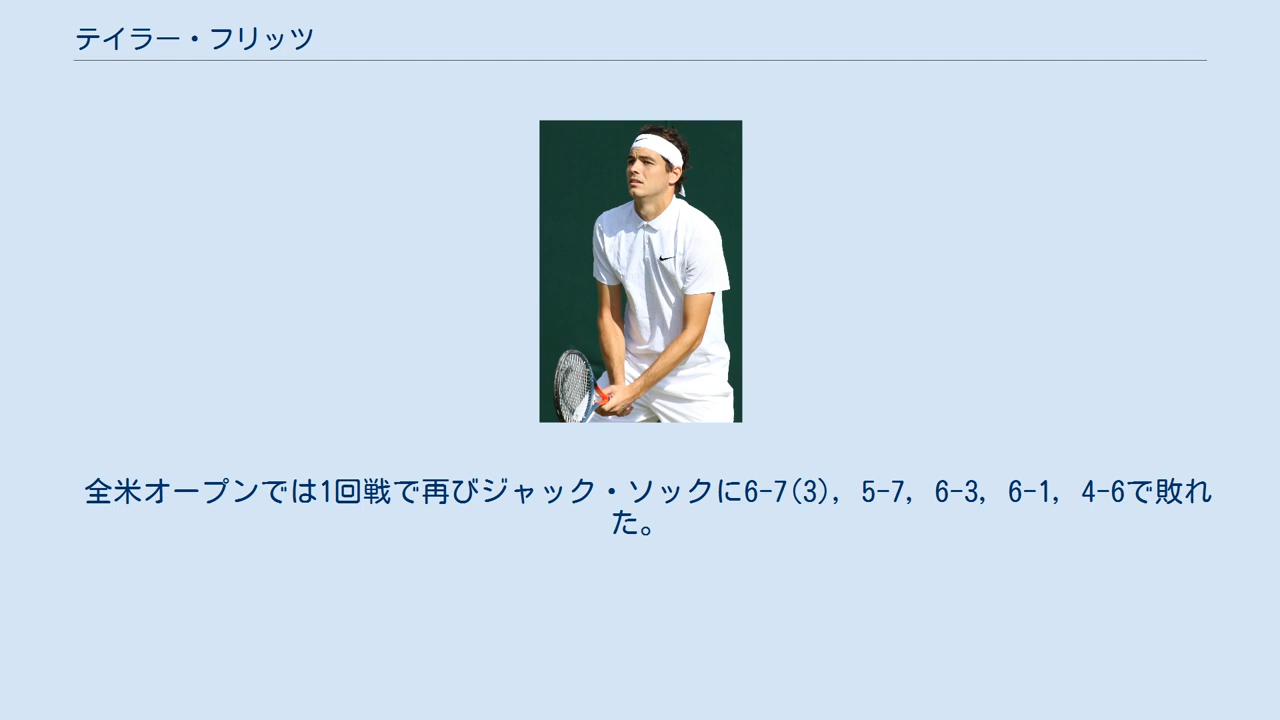 テイラー・フリッツ
全米オープンでは1回戦で再びジャック・ソックに6-7(3), 5-7, 6-3, 6-1, 4-6で敗れ
た。